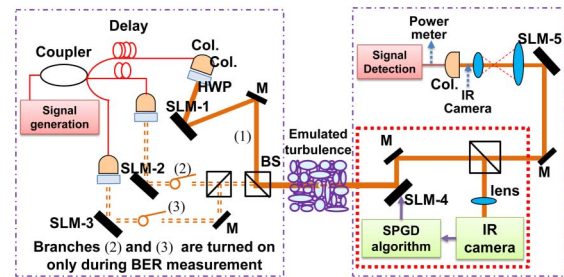 Delay
Coupler
Col.
Col.
HWP
SLM-1
M
Signal
generation
(1)
SLM-2
(2)
BS
SLM-3
(3)
M
Branches (2) and (3) are turned on
only during BER measurement
Emulated
turbulence
Power
meter
Signal
Detection
Col.
IR
Camera
SLM-5
M
M
SLM-4
lens
SPGD
algorithm
IR
camera